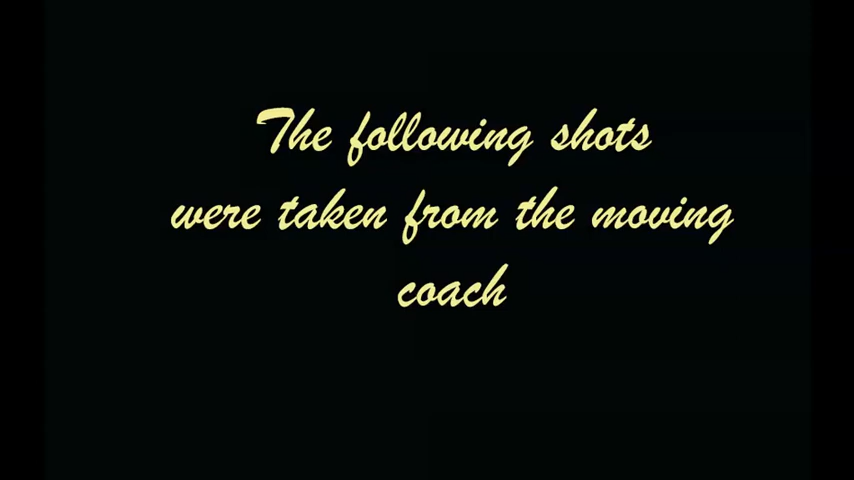 The following shots
were taken from the moving
coach